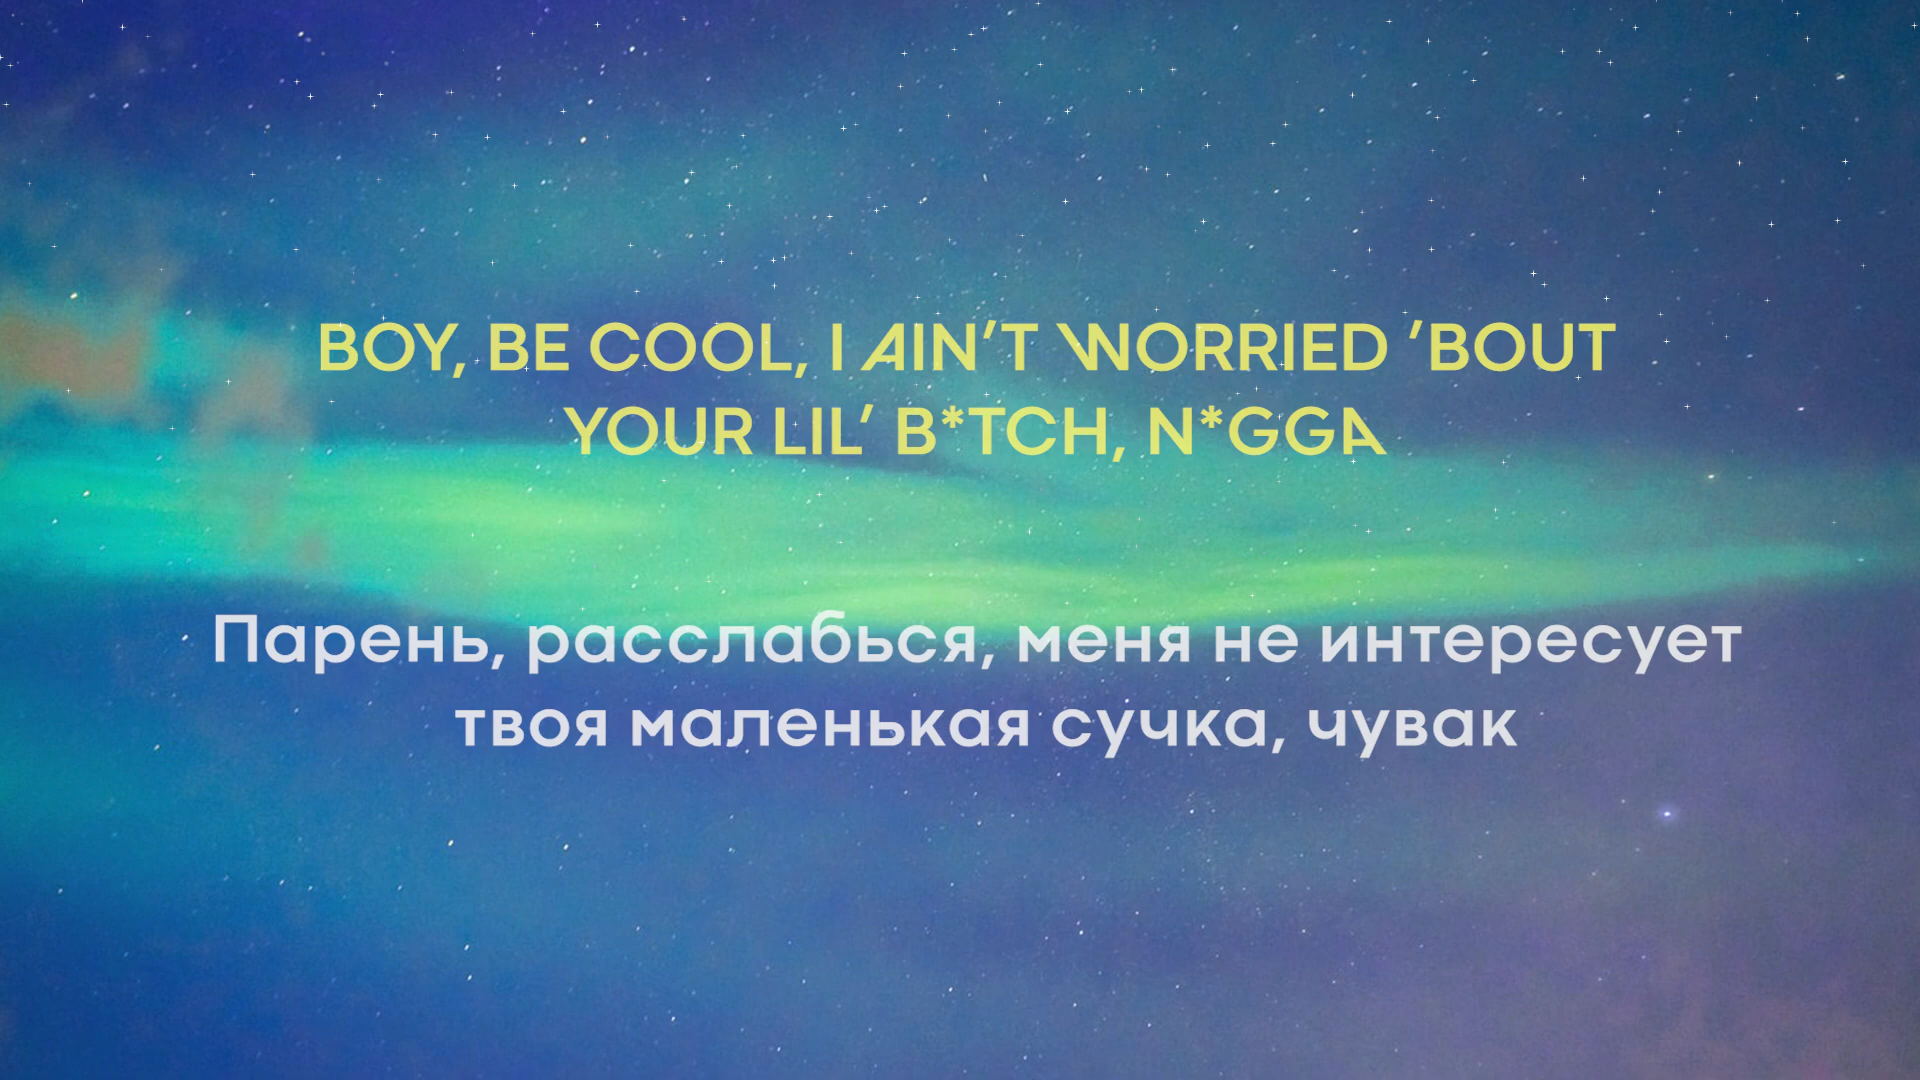 BOY, BE COOL, I AIN’T WORRIED ’BOUT
YOUR LIL’ B*TCH, N*GGA
Парень, расслабься, меня не интересует
твоя маленькая сучка, чувак